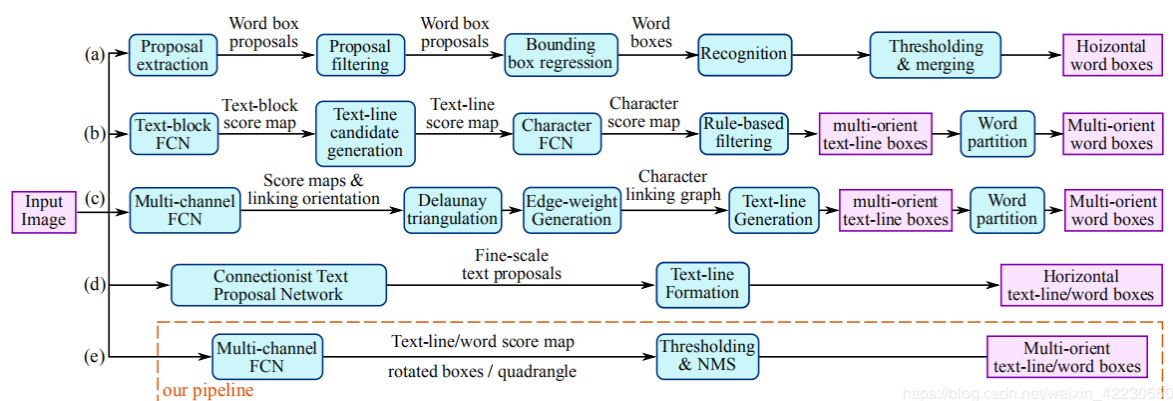 Word box
proposals
Word box
proposals
Word
boxes
(a)
Proposal
extraction
Proposal
filtering
Bounding
box regression
Recognition
Thresholding
& merging
Hoizontal
word boxes
Text-block
score map
Text-line
score map
Character
score map
(b)
Text-block
FCN
Text-line
candidate
generation
Character
FCN
Rule-based
filtering
multi-orient
text-line boxes
Word
partition
Multi-orient
word boxes
Input
Image
(c)
Multi-channel
FCN
Score maps &
linking orientation
Delaunay
triangulation
Edge-weight
Generation
Character
linking graph
Text-line
Generation
multi-orient
text-line boxes
Word
partition
Multi-orient
word boxes
(d)
Connectionist Text
Proposal Network
Fine-scale
text proposals
Text-line
Formation
Horizontal
text-line/word boxes
(e)
Multi-channel
FCN
Text-line/word score map
rotated boxes / quadrangle
Thresholding
& NMS
Multi-orient
text-line/word boxes
our pipeline
https://blog.csdn.net/weixin_42230550